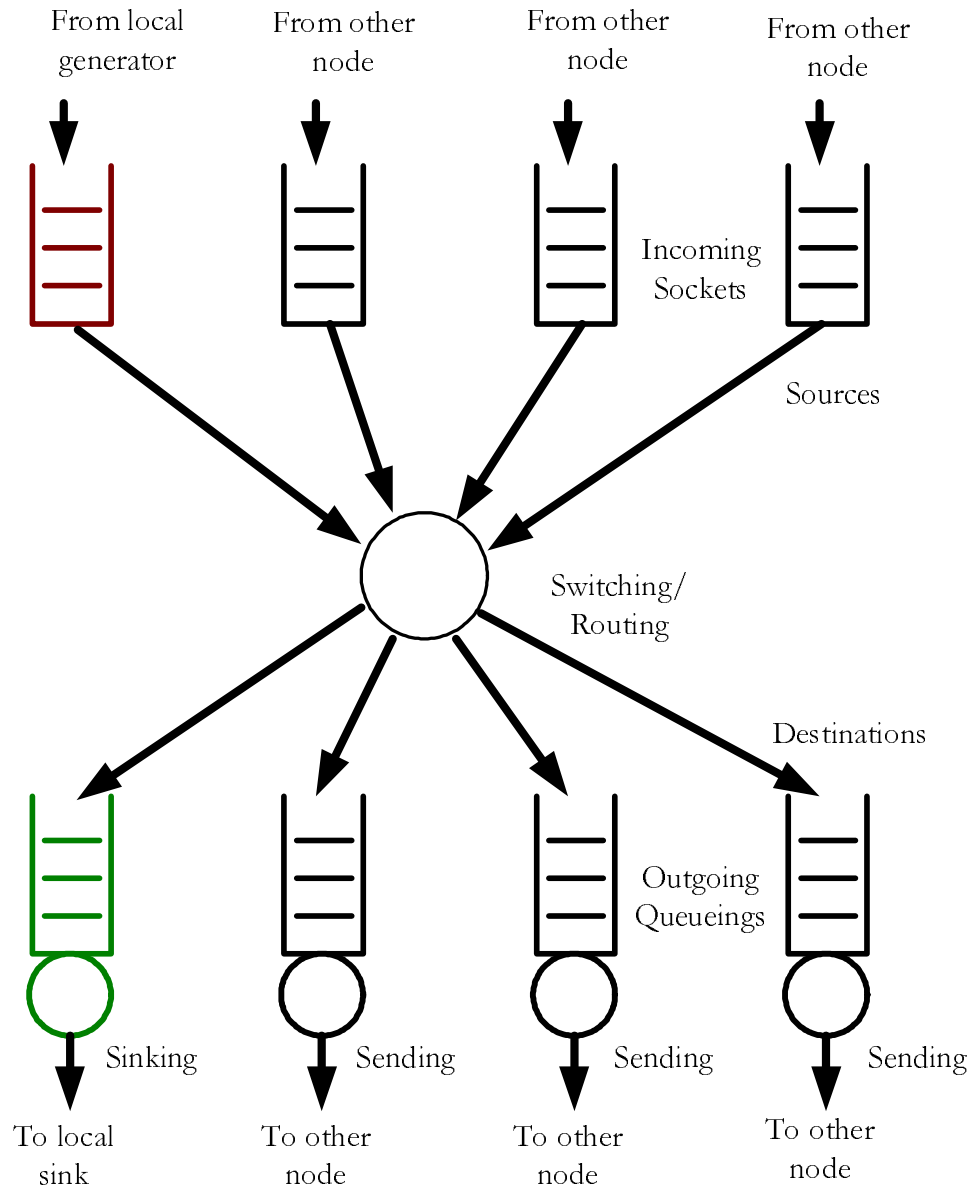 From local
generator
From other
node
From other
node
From other
node
Incoming
Sockets
Sources
Switching/
Routing
Destinations
Outgoing
Queueings
Sinking
Sending
Sending
Sending
To local
sink
To other
node
To other
node
To other
node